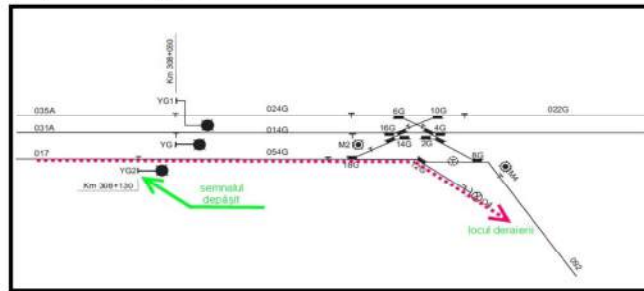 Km 308+050
YG1
035A
024G
6G
10G
022G
031A
014G
16G
4G
YG
M2
14G
2G
017
054G
18G
8G
M4
YG2
Km 308+130
semnalul
depășit
locul deraierii
092